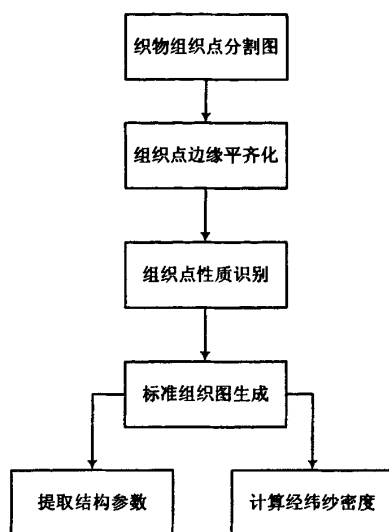 织物组织点分割图
组织点边缘平齐化
组织点性质识别
标准组织图生成
提取结构参数
计算经纬纱密度